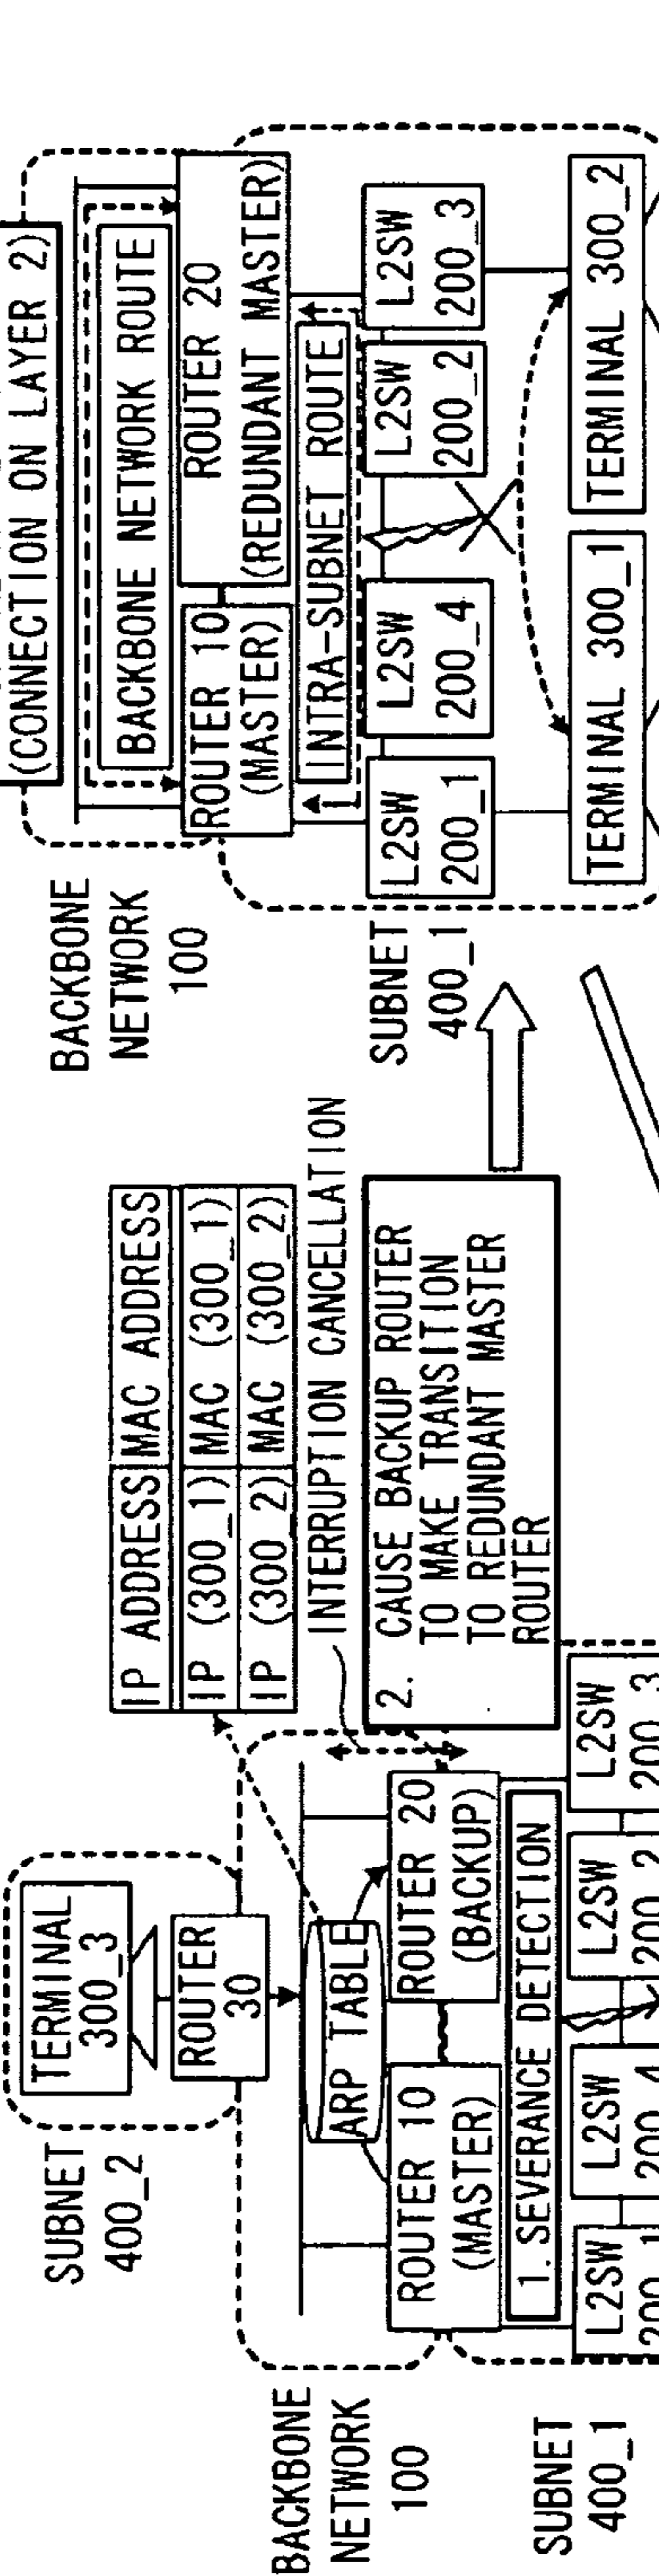 TERMINAL
300_3
SUBNET
400_2
ROUTER
30
BACKBONE
NETWORK
100
ARP TABLE
ROUTER 10
(MASTER)
ROUTER 20
(BACKUP)
1. SEVERANCE DETECTION
SUBNET
400_1
L2SW
200_1
L2SW
200_4
L2SW
200_2
L2SW
200_3
IP ADDRESS MAC ADDRESS
IP (300_1) MAC (300_1)
IP (300_2) MAC (300_2)
INTERRUPTION CANCELLATION
2. CAUSE BACKUP ROUTER
TO MAKE TRANSITION
TO REDUNDANT MASTER
ROUTER
(CONNECTION ON LAYER 2)
BACKBONE
NETWORK
100
BACKBONE NETWORK ROUTE
ROUTER 10
(MASTER)
ROUTER 20
(REDUNDANT MASTER)
INTRA-SUBNET ROUTE
SUBNET
400_1
L2SW
200_1
L2SW
200_4
L2SW
200_2
L2SW
200_3
TERMINAL 300_1
TERMINAL 300_2